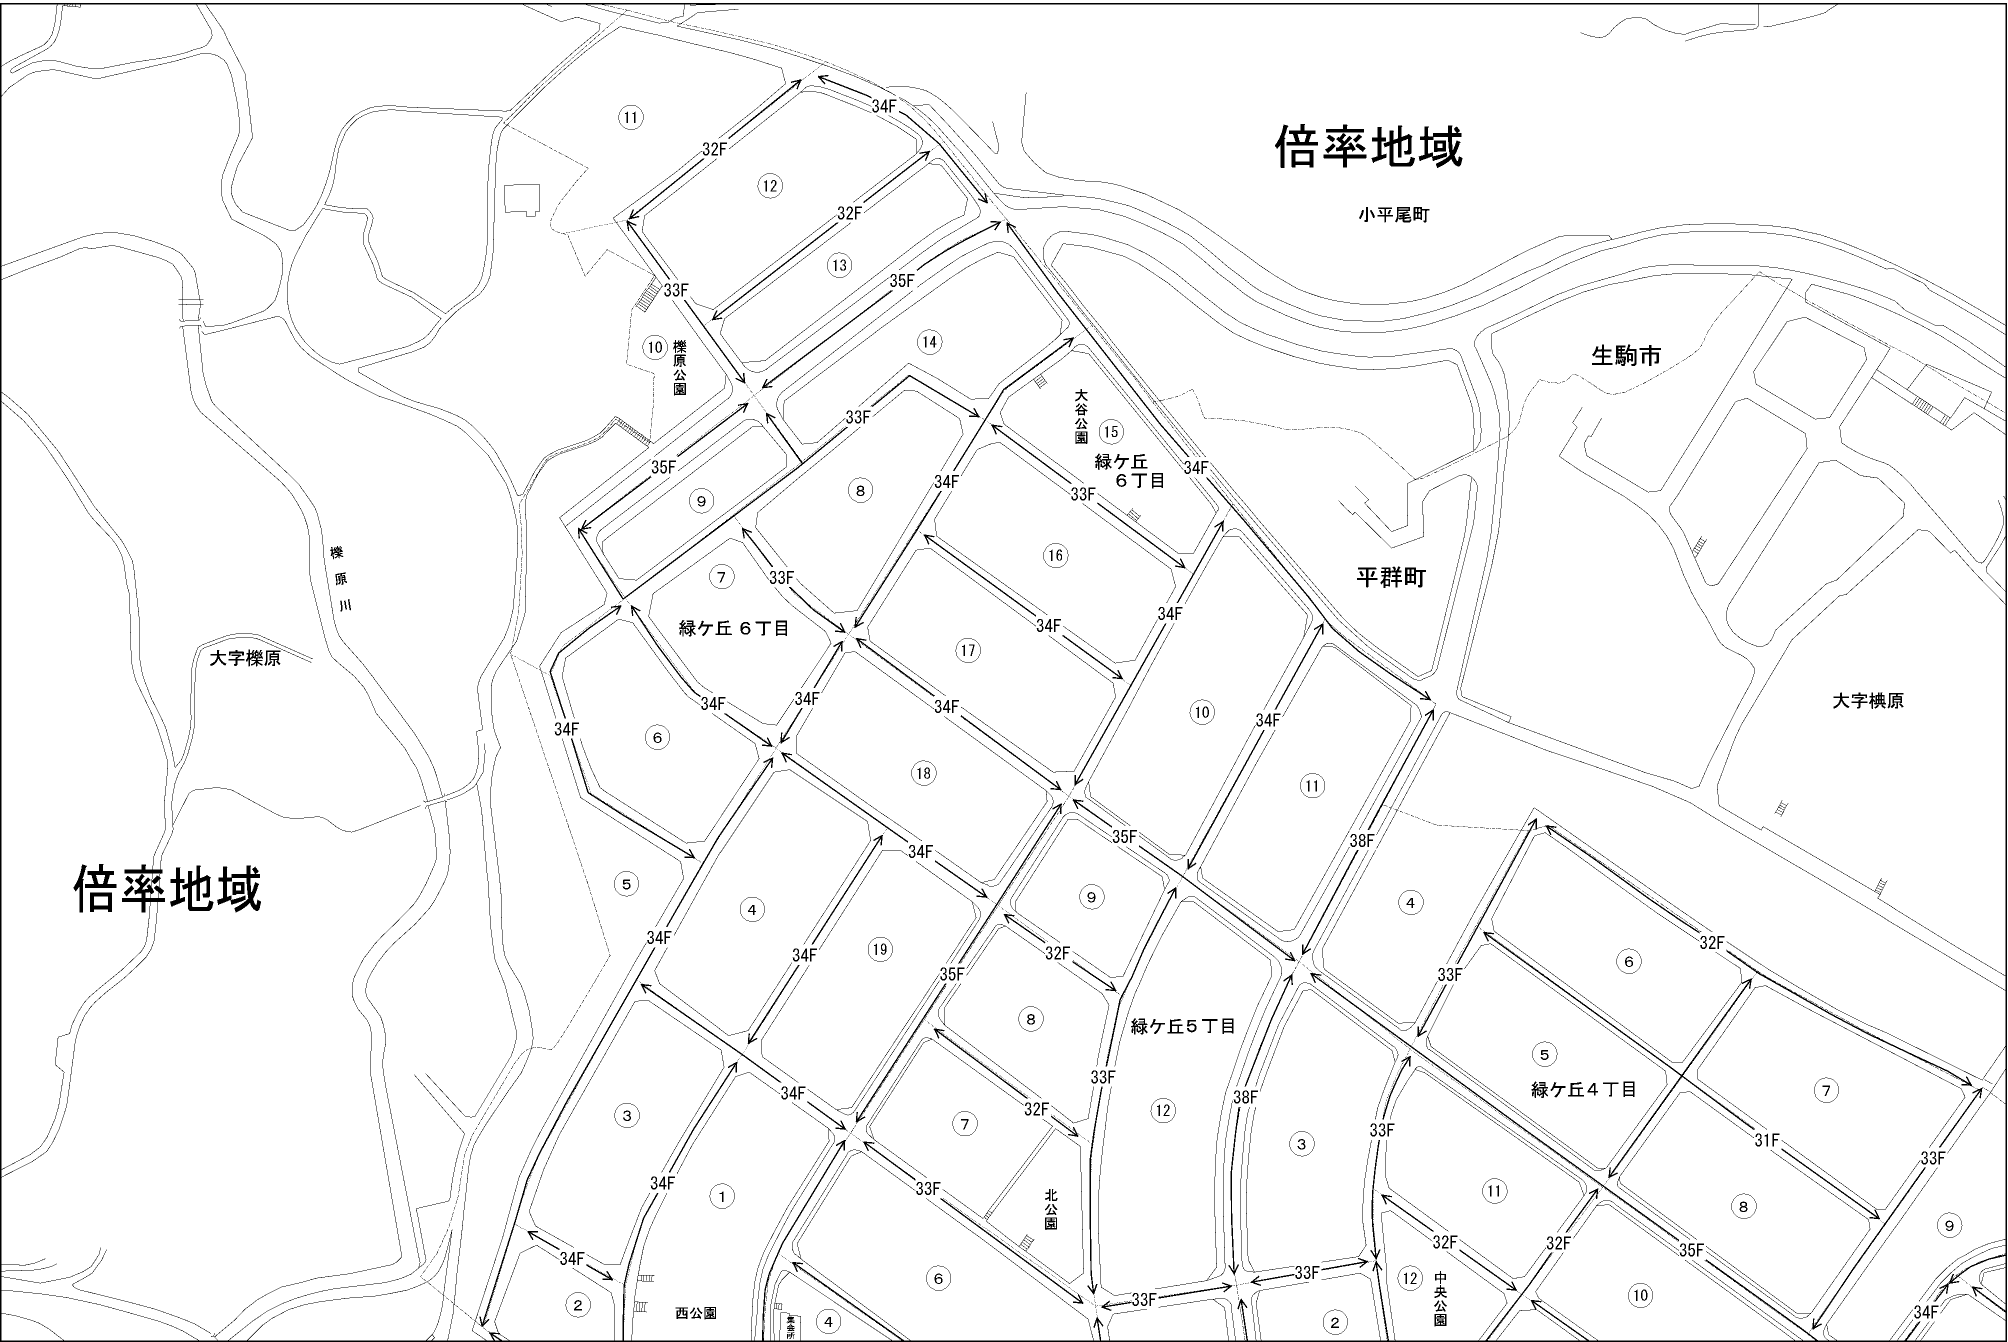 倍率地域
小平尾町
生駒市
平群町
大字椣原
倍率地域
大字櫟原
櫟原川
櫟原公園
大谷公園
緑ケ丘
6丁目
緑ケ丘 6丁目
緑ケ丘5丁目
緑ケ丘4丁目
北公園
中央公園
西公園
集会所
34F
32F
32F
33F
35F
33F
35F
34F
33F
34F
33F
34F
34F
34F
34F
34F
34F
34F
34F
35F
38F
34F
32F
34F
34F
35F
32F
33F
33F
38F
32F
33F
31F
33F
34F
34F
34F
33F
32F
32F
35F
33F
33F
34F
⑪
⑫
⑬
⑩
⑭
⑮
⑨
⑧
⑦
⑯
⑰
⑥
⑱
⑩
⑪
⑤
④
⑲
⑨
④
⑥
⑧
⑤
⑦
③
⑦
⑫
③
①
⑪
⑧
⑨
②
⑥
④
⑫
②
⑩